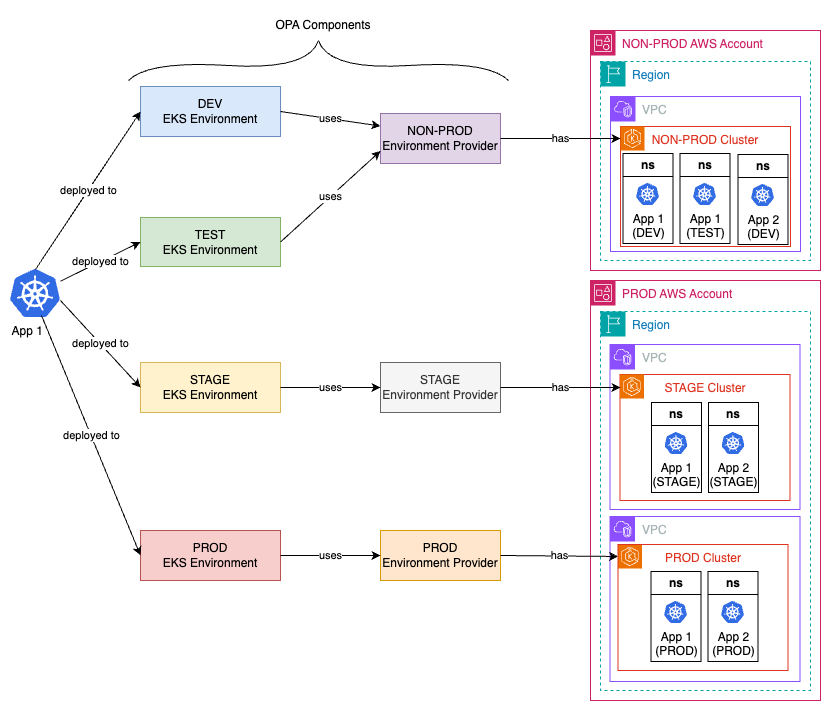 OPA Components
App 1
deployed to
deployed to
deployed to
deployed to
DEV
EKS Environment
TEST
EKS Environment
STAGE
EKS Environment
PROD
EKS Environment
uses
uses
uses
uses
NON-PROD
Environment Provider
STAGE
Environment Provider
PROD
Environment Provider
has
has
has
NON-PROD AWS Account
Region
VPC
NON-PROD Cluster
ns
App 1
(DEV)
ns
App 1
(TEST)
ns
App 2
(DEV)
PROD AWS Account
Region
VPC
STAGE Cluster
ns
App 1
(STAGE)
ns
App 2
(STAGE)
VPC
PROD Cluster
ns
App 1
(PROD)
ns
App 2
(PROD)